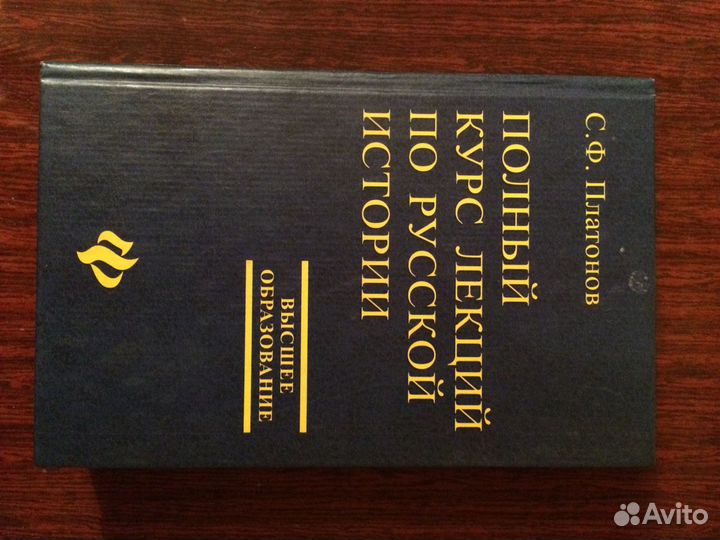 С.Ф. Платонов
ПОЛНЫЙ
КУРС ЛЕКЦИЙ
ПО РУССКОЙ
ИСТОРИИ
ВЫСШЕЕ
ОБРАЗОВАНИЕ
Avito